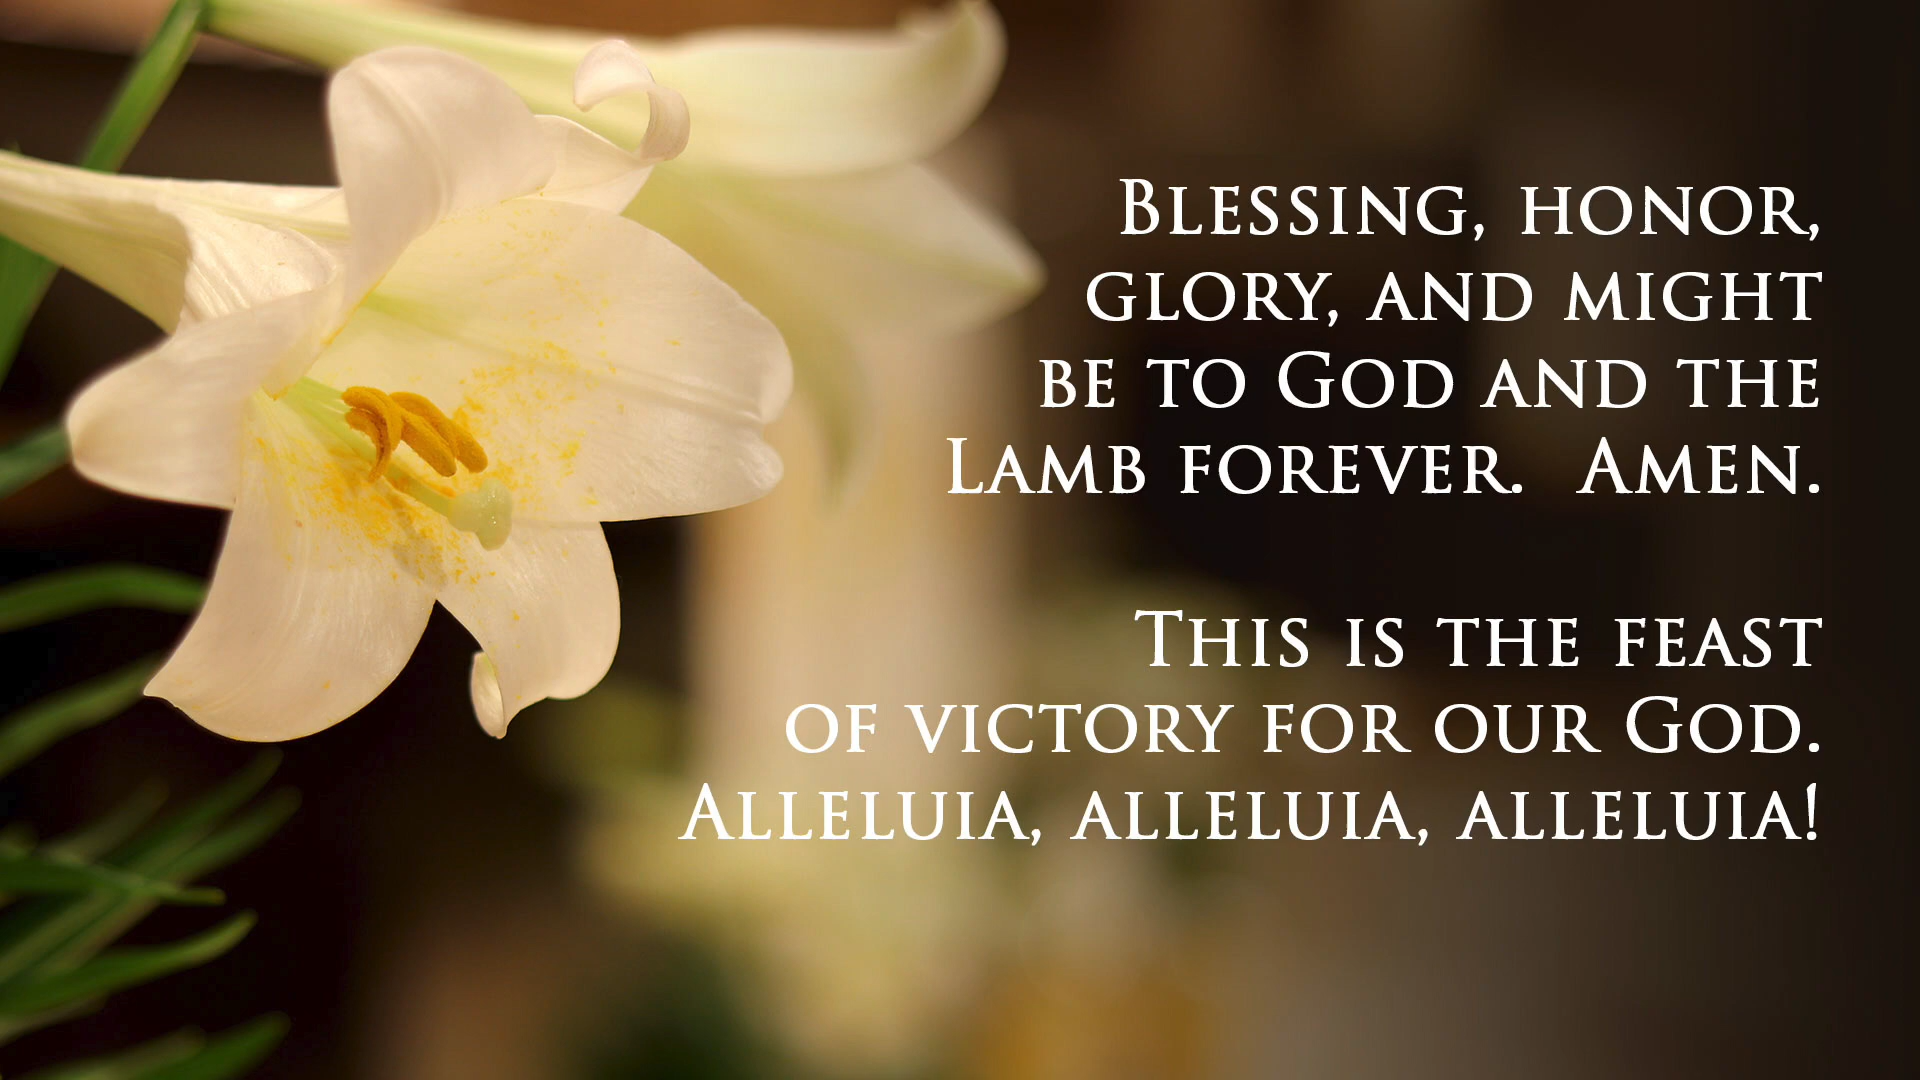 Blessing, honor,
glory, and might
be to God and the
Lamb forever.  Amen.
This is the feast
of victory for our God.
Alleluia, alleluia, alleluia!